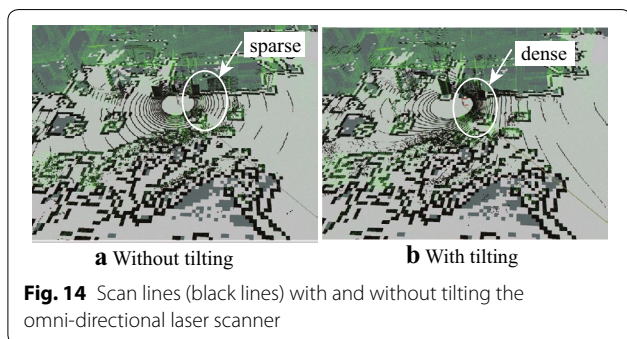 sparse
dense
a Without tilting
b With tilting
Fig. 14 Scan lines (black lines) with and without tilting the
omni-directional laser scanner